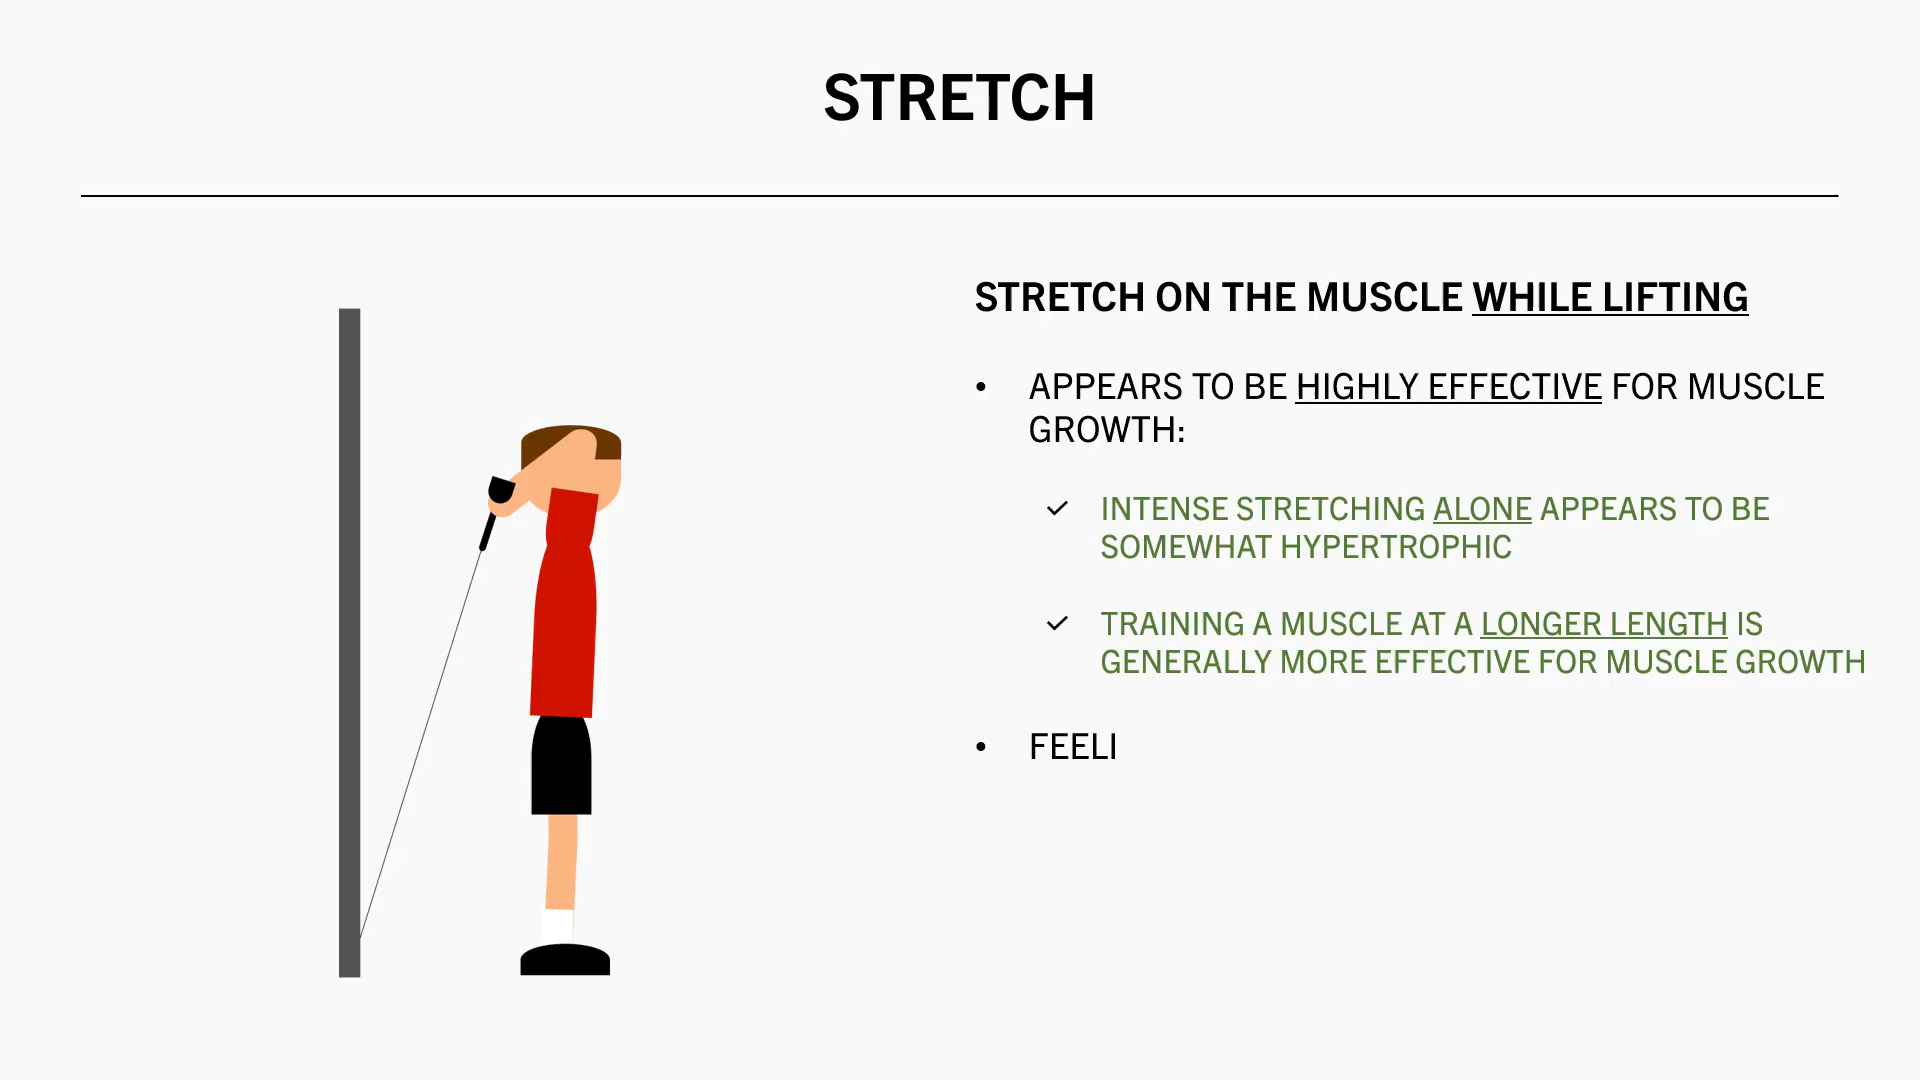 STRETCH
STRETCH ON THE MUSCLE WHILE LIFTING
• APPEARS TO BE HIGHLY EFFECTIVE FOR MUSCLE
GROWTH:
✓ INTENSE STRETCHING ALONE APPEARS TO BE
SOMEWHAT HYPERTROPHIC
✓ TRAINING A MUSCLE AT A LONGER LENGTH IS
GENERALLY MORE EFFECTIVE FOR MUSCLE GROWTH
• FEELI